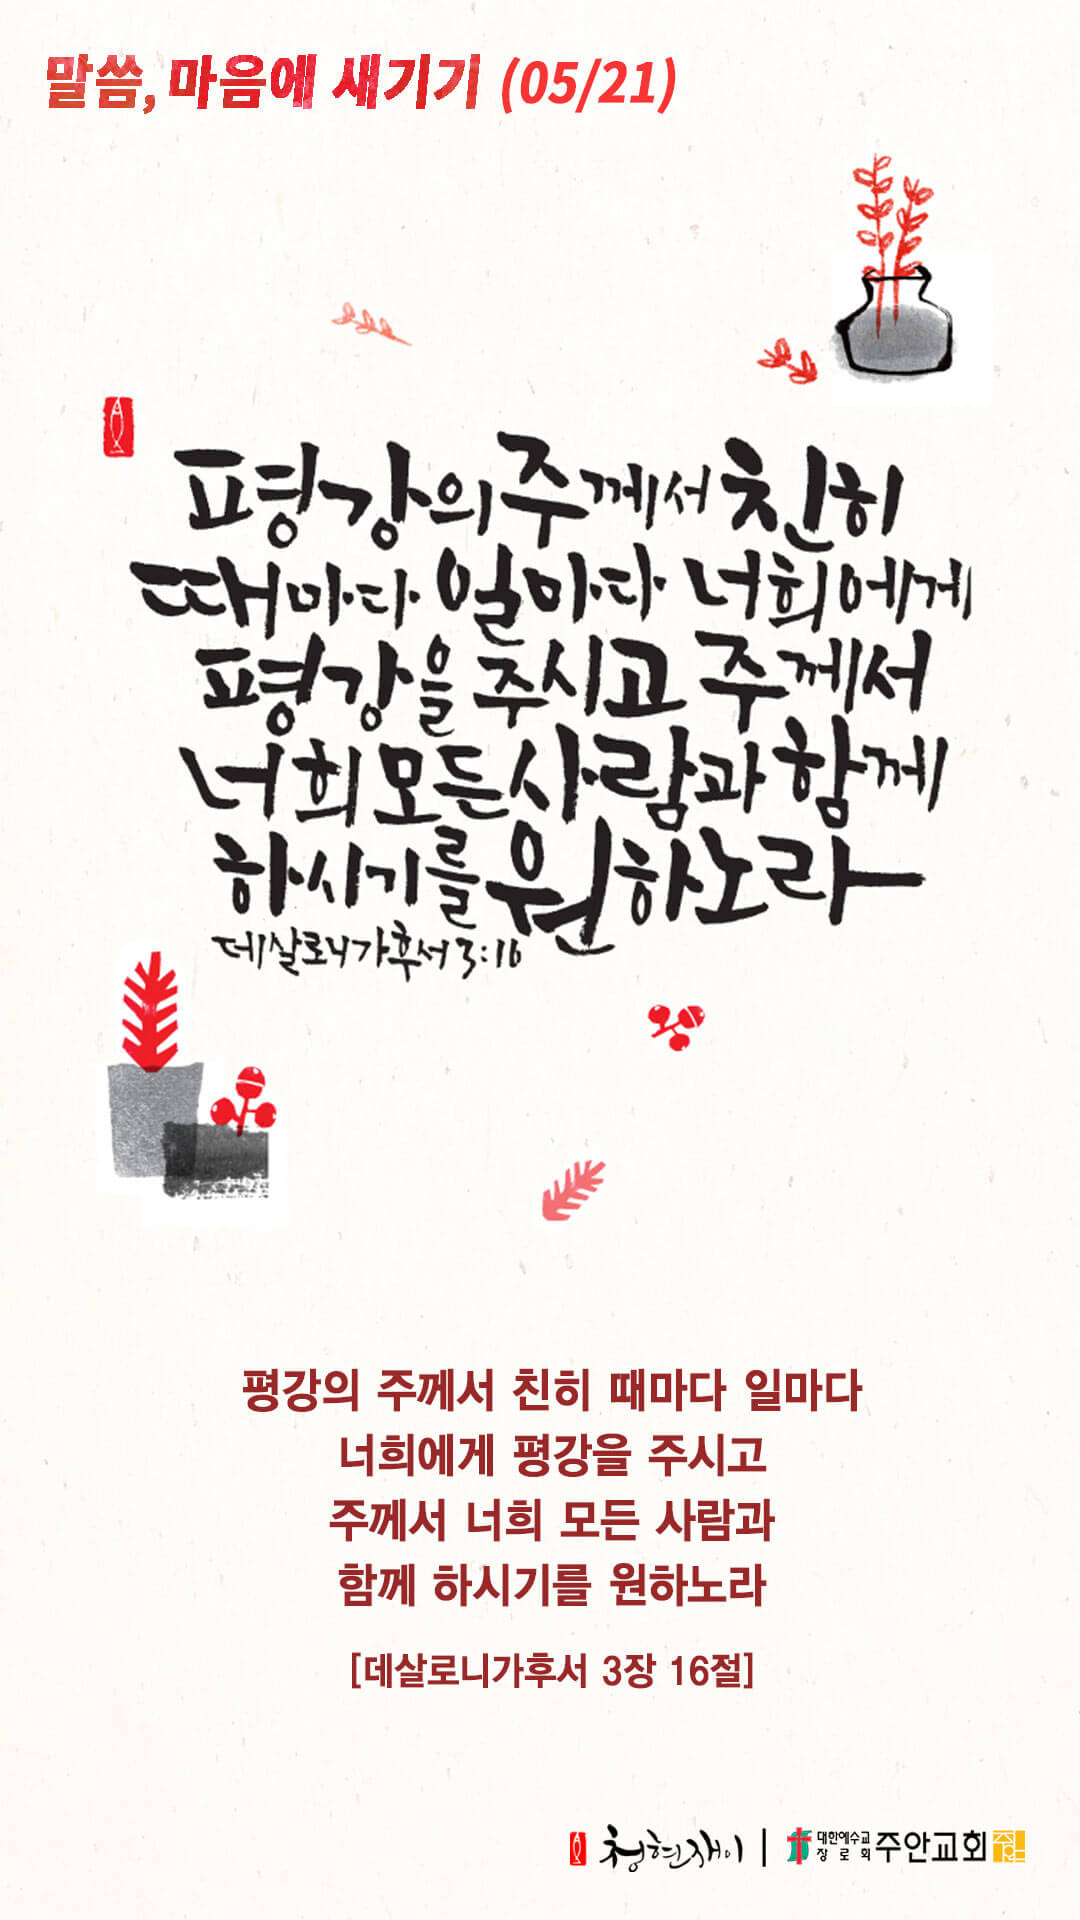 말씀, 마음에 새기기 (05/21)
평강의 주께서 친히
때마다 일마다 너희에게
평강을 주시고 주께서
너희 모든 사람과 함께
하시기를 원하노라
데살로니가후서 3:16
평강의 주께서 친히 때마다 일마다
너희에게 평강을 주시고
주께서 너희 모든 사람과
함께 하시기를 원하노라
[데살로니가후서 3장 16절]
청현재이 | 대한예수교장로회 주안교회 주안